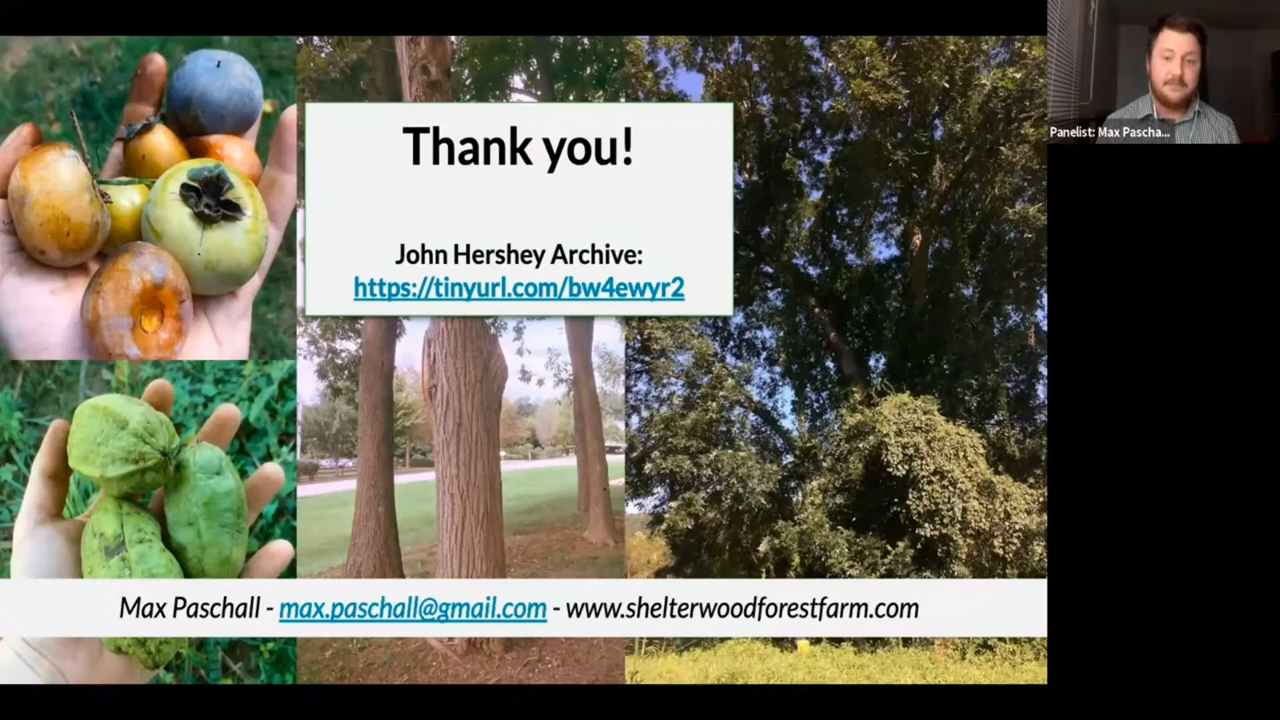 Thank you!
John Hershey Archive:
https://tinyurl.com/bw4ewyr2
Panelist: Max Pascha...
Max Paschall - max.paschall@gmail.com - www.shelterwoodforestfarm.com